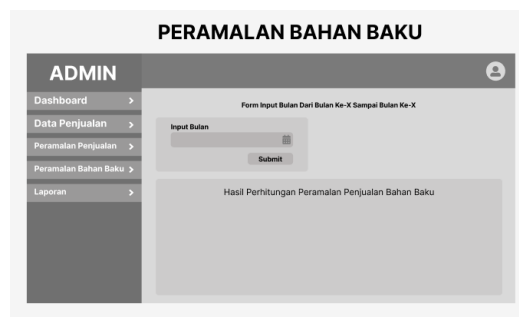 PERAMALAN BAHAN BAKU
ADMIN
Dashboard >
Data Penjualan >
Peramalan Penjualan >
Peramalan Bahan Baku >
Laporan >
Form Input Bulan Dari Bulan Ke-X Sampai Bulan Ke-X
Input Bulan
Submit
Hasil Perhitungan Peramalan Penjualan Bahan Baku